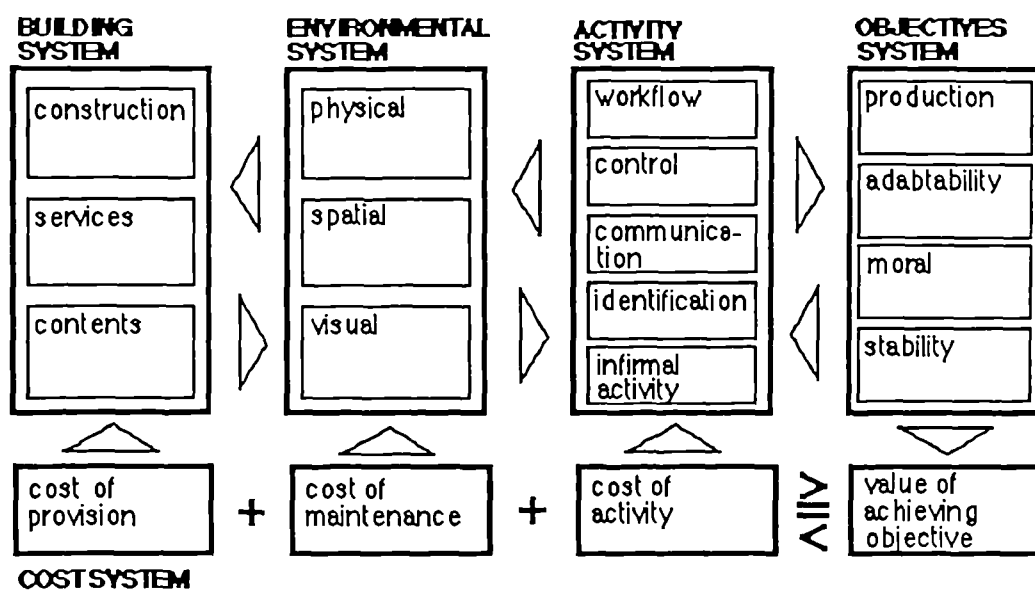 BUILDING
SYSTEM
construction
services
contents
ENVIRONMENTAL
SYSTEM
physical
spatial
visual
ACTIVITY
SYSTEM
workflow
control
communica-
tion
identification
infirmal
activity
OBJECTIVES
SYSTEM
production
adabtability
moral
stability
cost of
provision
+
cost of
maintenance
+
cost of
activity
value of
achieving
objective
COST SYSTEM